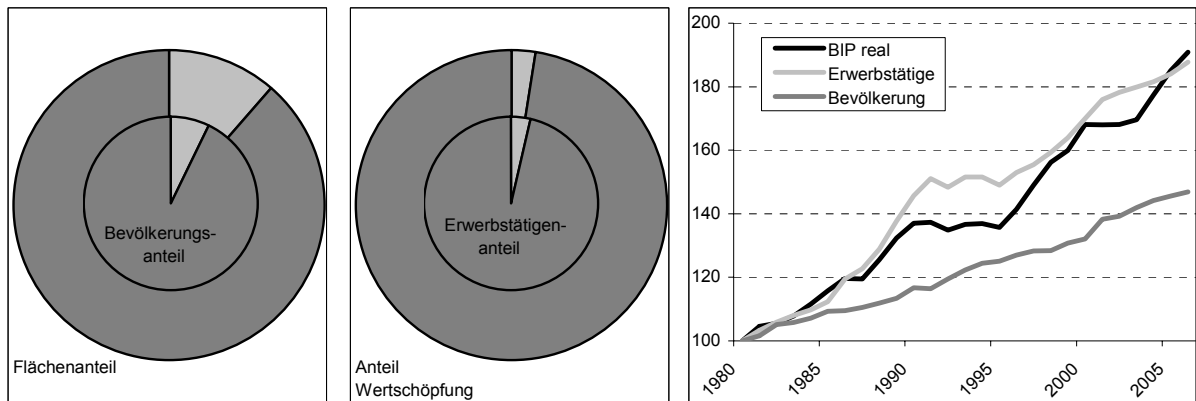 Bevölkerungs-
anteil
Flächenanteil
Erwerbstätigen-
anteil
Anteil
Wertschöpfung
BIP real
Erwerbstätige
Bevölkerung
200
180
160
140
120
100
1980
1985
1990
1995
2000
2005